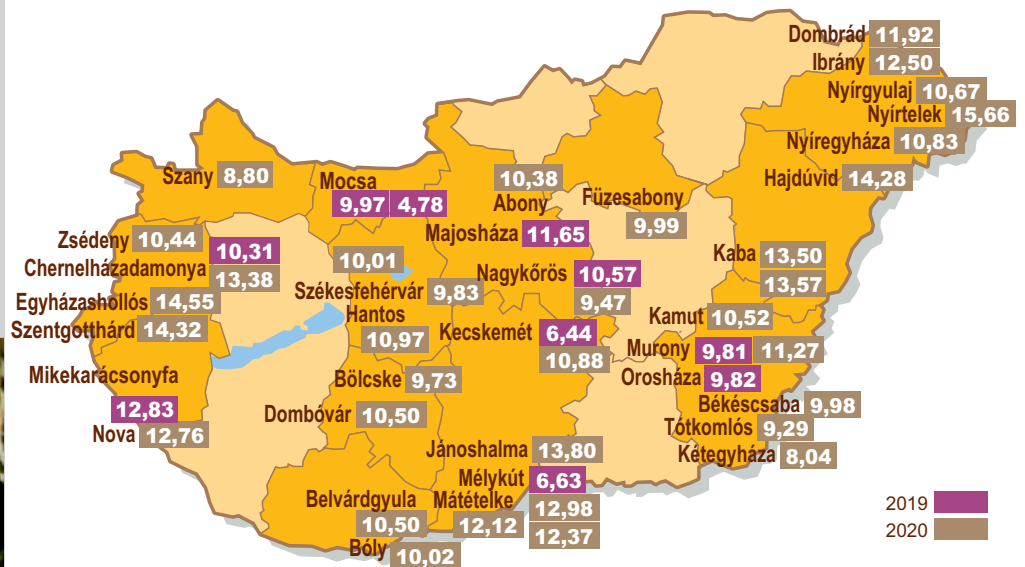 Dombrád 11,92
Ibrány 12,50
Nyírgyulaj 10,67
Nyírtelek 15,66
Nyíregyháza 10,83
Hajdúvid 14,28
Szany 8,80
Mocsa
9,97 4,78
10,38
Abony
Füzesabony
9,99
Majosháza 11,65
Zsédeny 10,44
10,31
Chernelházadamonya 13,38
10,01
Kaba 13,50
13,57
Nagykőrös 10,57
9,47
Székesfehérvár 9,83
Egyházashollós 14,55
Hantos
10,97
Szentgotthárd 14,32
Kecskemét 6,44
10,88
Kamut 10,52
Murony 9,81 11,27
Orosháza 9,82
Mikekarácsonyfa
12,83
Bölcske 9,73
Nova 12,76
Dombóvár 10,50
Békéscsaba 9,98
Tótkomlós 9,29
Kétegyháza 8,04
Jánoshalma 13,80
Mélykút 6,63
12,98
Mátételke
12,12 12,37
Belvárdgyula
10,50
Bóly 10,02
2019
2020